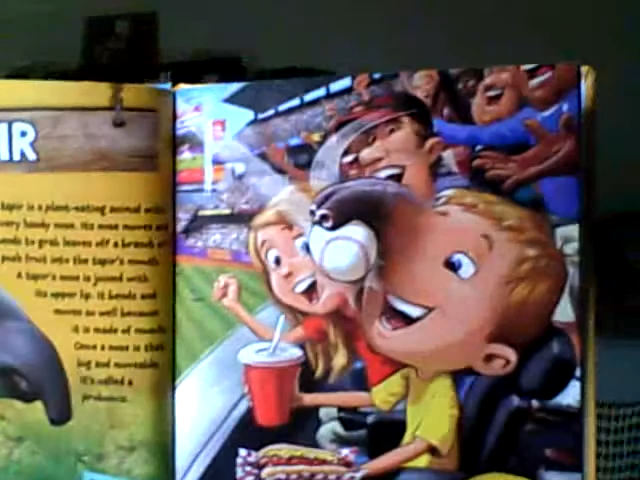 IR
tapir is a plant-eating animal with
very handy nose. Its nose moves and
bends to grab leaves off a branch or
push fruit into the tapir's mouth.
A tapir's nose is joined with
its upper lip. It bends and
moves so well because
it is made of muscle.
Once a nose is that
big and moveable,
it's called a
proboscis.